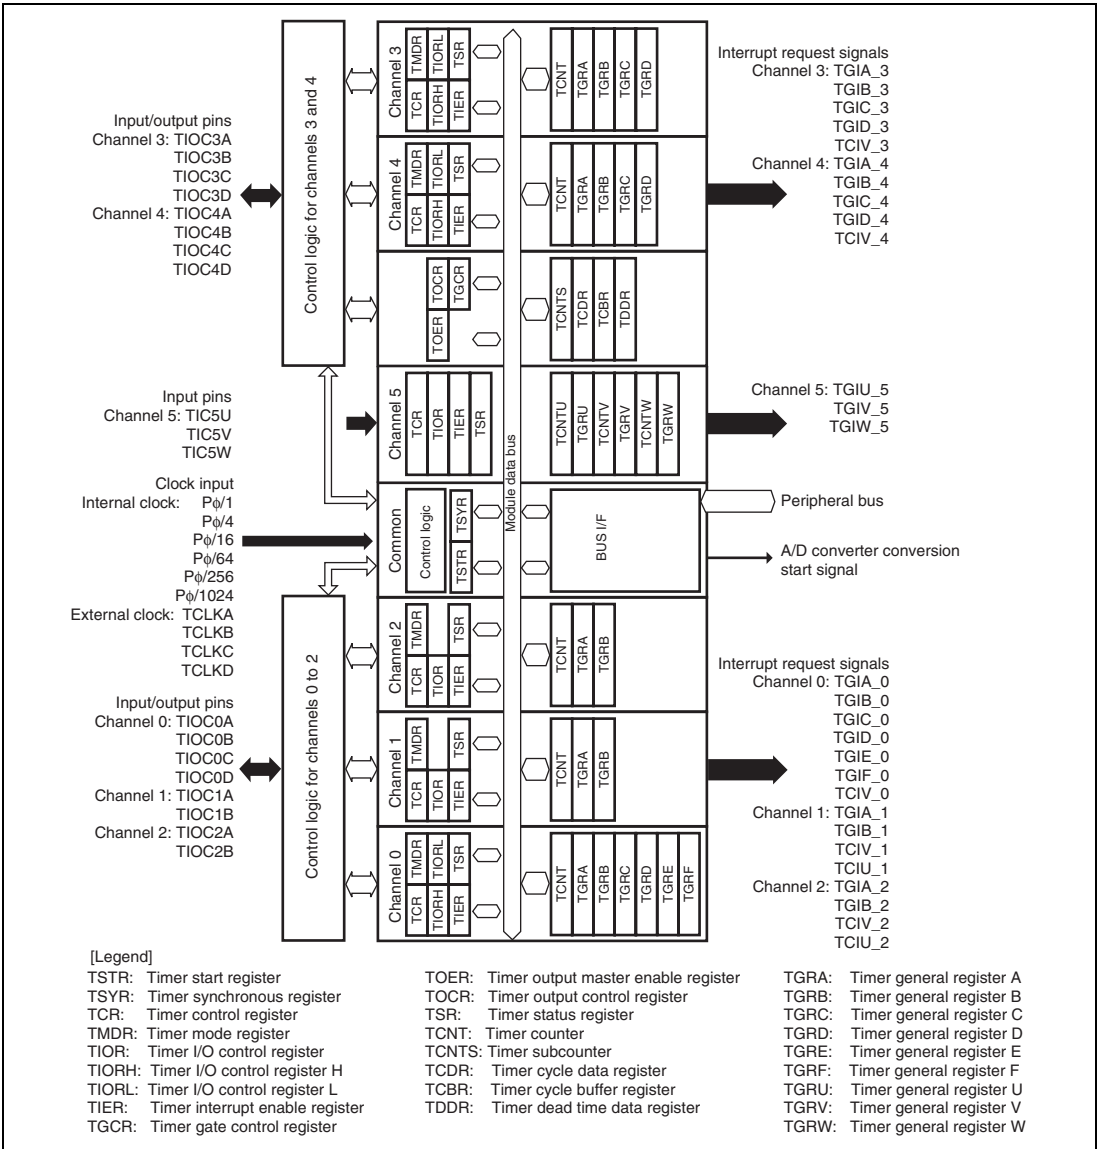 Input/output pins
Channel 3: TIOC3A
TIOC3B
TIOC3C
TIOC3D
Channel 4: TIOC4A
TIOC4B
TIOC4C
TIOC4D
Input pins
Channel 5: TIC5U
TIC5V
TIC5W
Clock input
Internal clock: Pϕ/1
Pϕ/4
Pϕ/16
Pϕ/64
Pϕ/256
Pϕ/1024
External clock: TCLKA
TCLKB
TCLKC
TCLKD
Input/output pins
Channel 0: TIOC0A
TIOC0B
TIOC0C
TIOC0D
Channel 1: TIOC1A
TIOC1B
Channel 2: TIOC2A
TIOC2B
Control logic for channels 3 and 4
Control logic for channels 0 to 2
Channel 3
TMDR
TIORL
TSR
TCR
TIORH
TIER
TCNT
TGRA
TGRB
TGRC
TGRD
Channel 4
TMDR
TIORL
TSR
TCR
TIORH
TIER
TCNT
TGRA
TGRB
TGRC
TGRD
TOCR
TGCR
TOER
TCNTS
TCDR
TCBR
TDDR
Channel 5
TCR
TIOR
TIER
TSR
TCNTU
TGRU
TCNTV
TGRV
TCNTW
TGRW
Common
Control logic
TSYR
TSTR
BUS I/F
Module data bus
Channel 2
TMDR
TSR
TCR
TIOR
TIER
TCNT
TGRA
TGRB
Channel 1
TMDR
TSR
TCR
TIOR
TIER
TCNT
TGRA
TGRB
Channel 0
TMDR
TIORL
TSR
TCR
TIORH
TIER
TCNT
TGRA
TGRB
TGRC
TGRD
TGRE
TGRF
Interrupt request signals
Channel 3: TGIA_3
TGIB_3
TGIC_3
TGID_3
TCIV_3
Channel 4: TGIA_4
TGIB_4
TGIC_4
TGID_4
TCIV_4
Channel 5: TGIU_5
TGIV_5
TGIW_5
Peripheral bus
A/D converter conversion
start signal
Interrupt request signals
Channel 0: TGIA_0
TGIB_0
TGIC_0
TGID_0
TGIE_0
TGIF_0
TCIV_0
Channel 1: TGIA_1
TGIB_1
TCIV_1
TCIU_1
Channel 2: TGIA_2
TGIB_2
TCIV_2
TCIU_2
[Legend]
TSTR: Timer start register
TSYR: Timer synchronous register
TCR: Timer control register
TMDR: Timer mode register
TIOR: Timer I/O control register
TIORH: Timer I/O control register H
TIORL: Timer I/O control register L
TIER: Timer interrupt enable register
TGCR: Timer gate control register
TOER: Timer output master enable register
TOCR: Timer output control register
TSR: Timer status register
TCNT: Timer counter
TCNTS: Timer subcounter
TCDR: Timer cycle data register
TCBR: Timer cycle buffer register
TDDR: Timer dead time data register
TGRA: Timer general register A
TGRB: Timer general register B
TGRC: Timer general register C
TGRD: Timer general register D
TGRE: Timer general register E
TGRF: Timer general register F
TGRU: Timer general register U
TGRV: Timer general register V
TGRW: Timer general register W